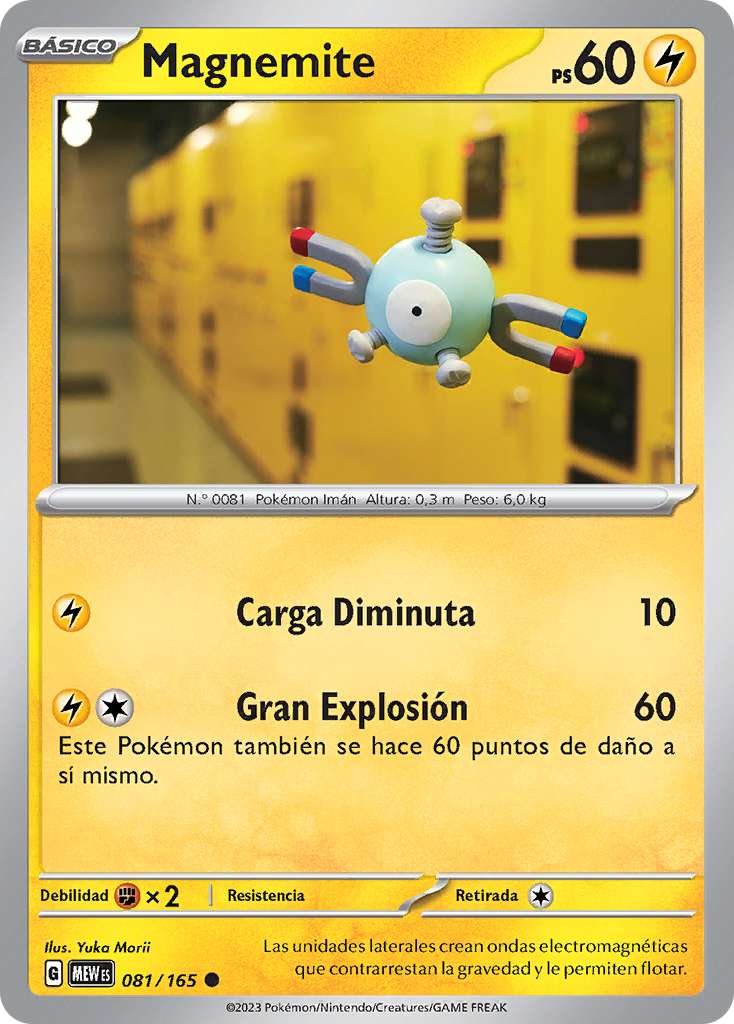 BÁSICO
Magnemite
PS 60
N.º 0081 Pokémon Imán Altura: 0,3 m Peso: 6,0 kg
Carga Diminuta 10
Gran Explosión 60
Este Pokémon también se hace 60 puntos de daño a
sí mismo.
Debilidad ×2 Resistencia Retirada
Ilus. Yuka Morii
Las unidades laterales crean ondas electromagnéticas
que contrarrestan la gravedad y le permiten flotar.
G MEW ES 081/165
©2023 Pokémon/Nintendo/Creatures/GAME FREAK